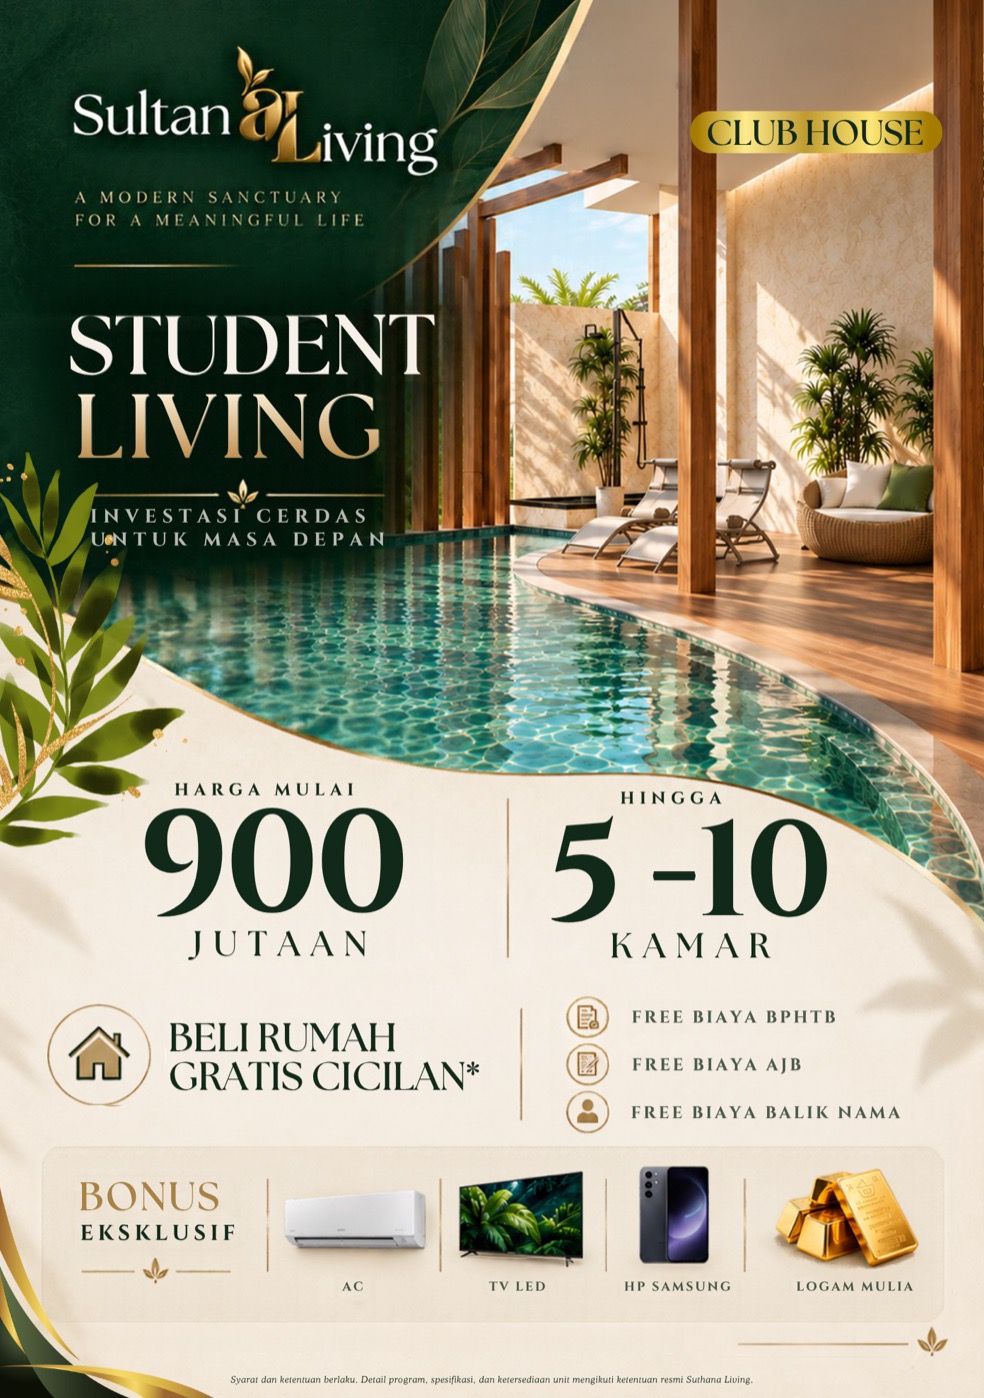 Sultan aLiving
A MODERN SANCTUARY
FOR A MEANINGFUL LIFE
CLUB HOUSE
STUDENT
LIVING
INVESTASI CERDAS
UNTUK MASA DEPAN
HARGA MULAI
900
JUTAAN
HINGGA
5 -10
KAMAR
BELI RUMAH
GRATIS CICILAN*
FREE BIAYA BPHTB
FREE BIAYA AJB
FREE BIAYA BALIK NAMA
BONUS
EKSKLUSIF
AC
TV LED
HP SAMSUNG
LOGAM MULIA
Syarat dan ketentuan berlaku. Detail program, spesifikasi, dan ketersediaan unit mengikuti ketentuan resmi Suthana Living.